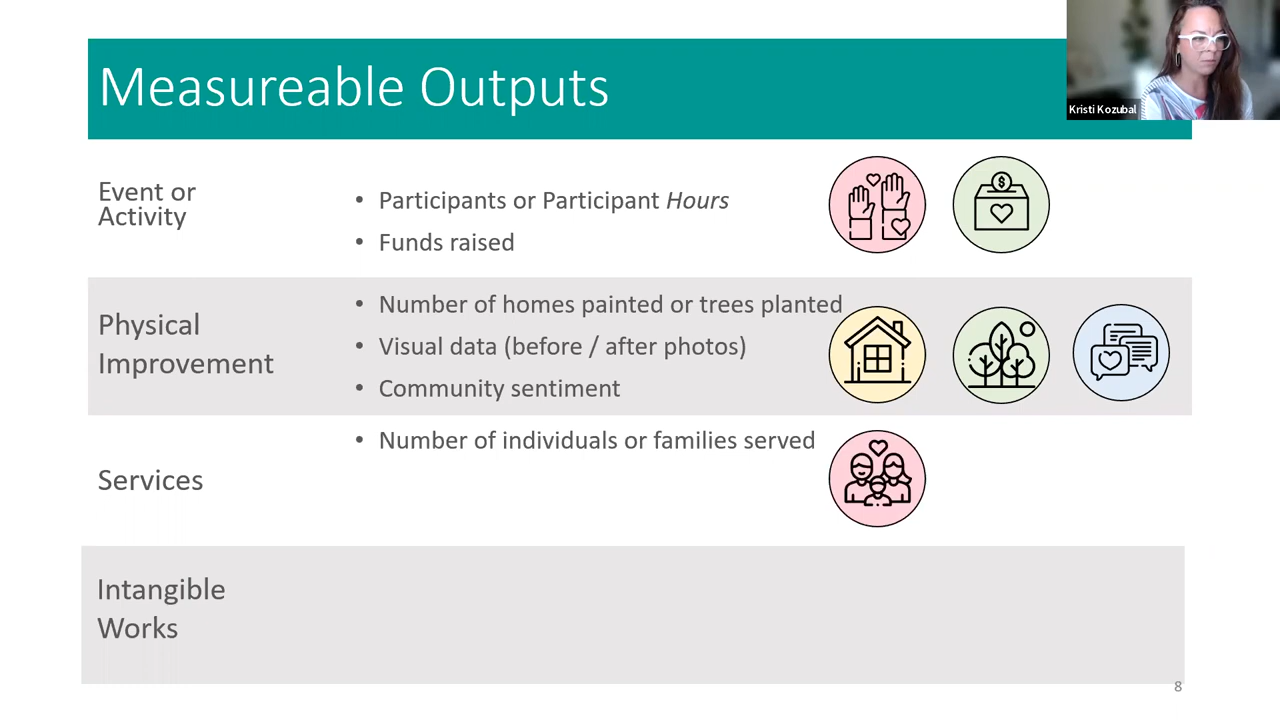 Measureable Outputs
Kristi Kozubal
Event or
Activity
• Participants or Participant Hours
• Funds raised
$
Physical
Improvement
• Number of homes painted or trees planted
• Visual data (before / after photos)
• Community sentiment
Services
• Number of individuals or families served
Intangible
Works
8